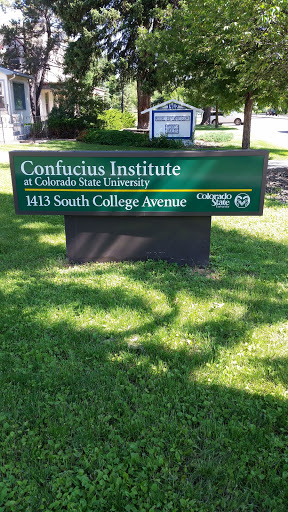 Confucius Institute
at Colorado State University
1413 South College Avenue
Colorado
State